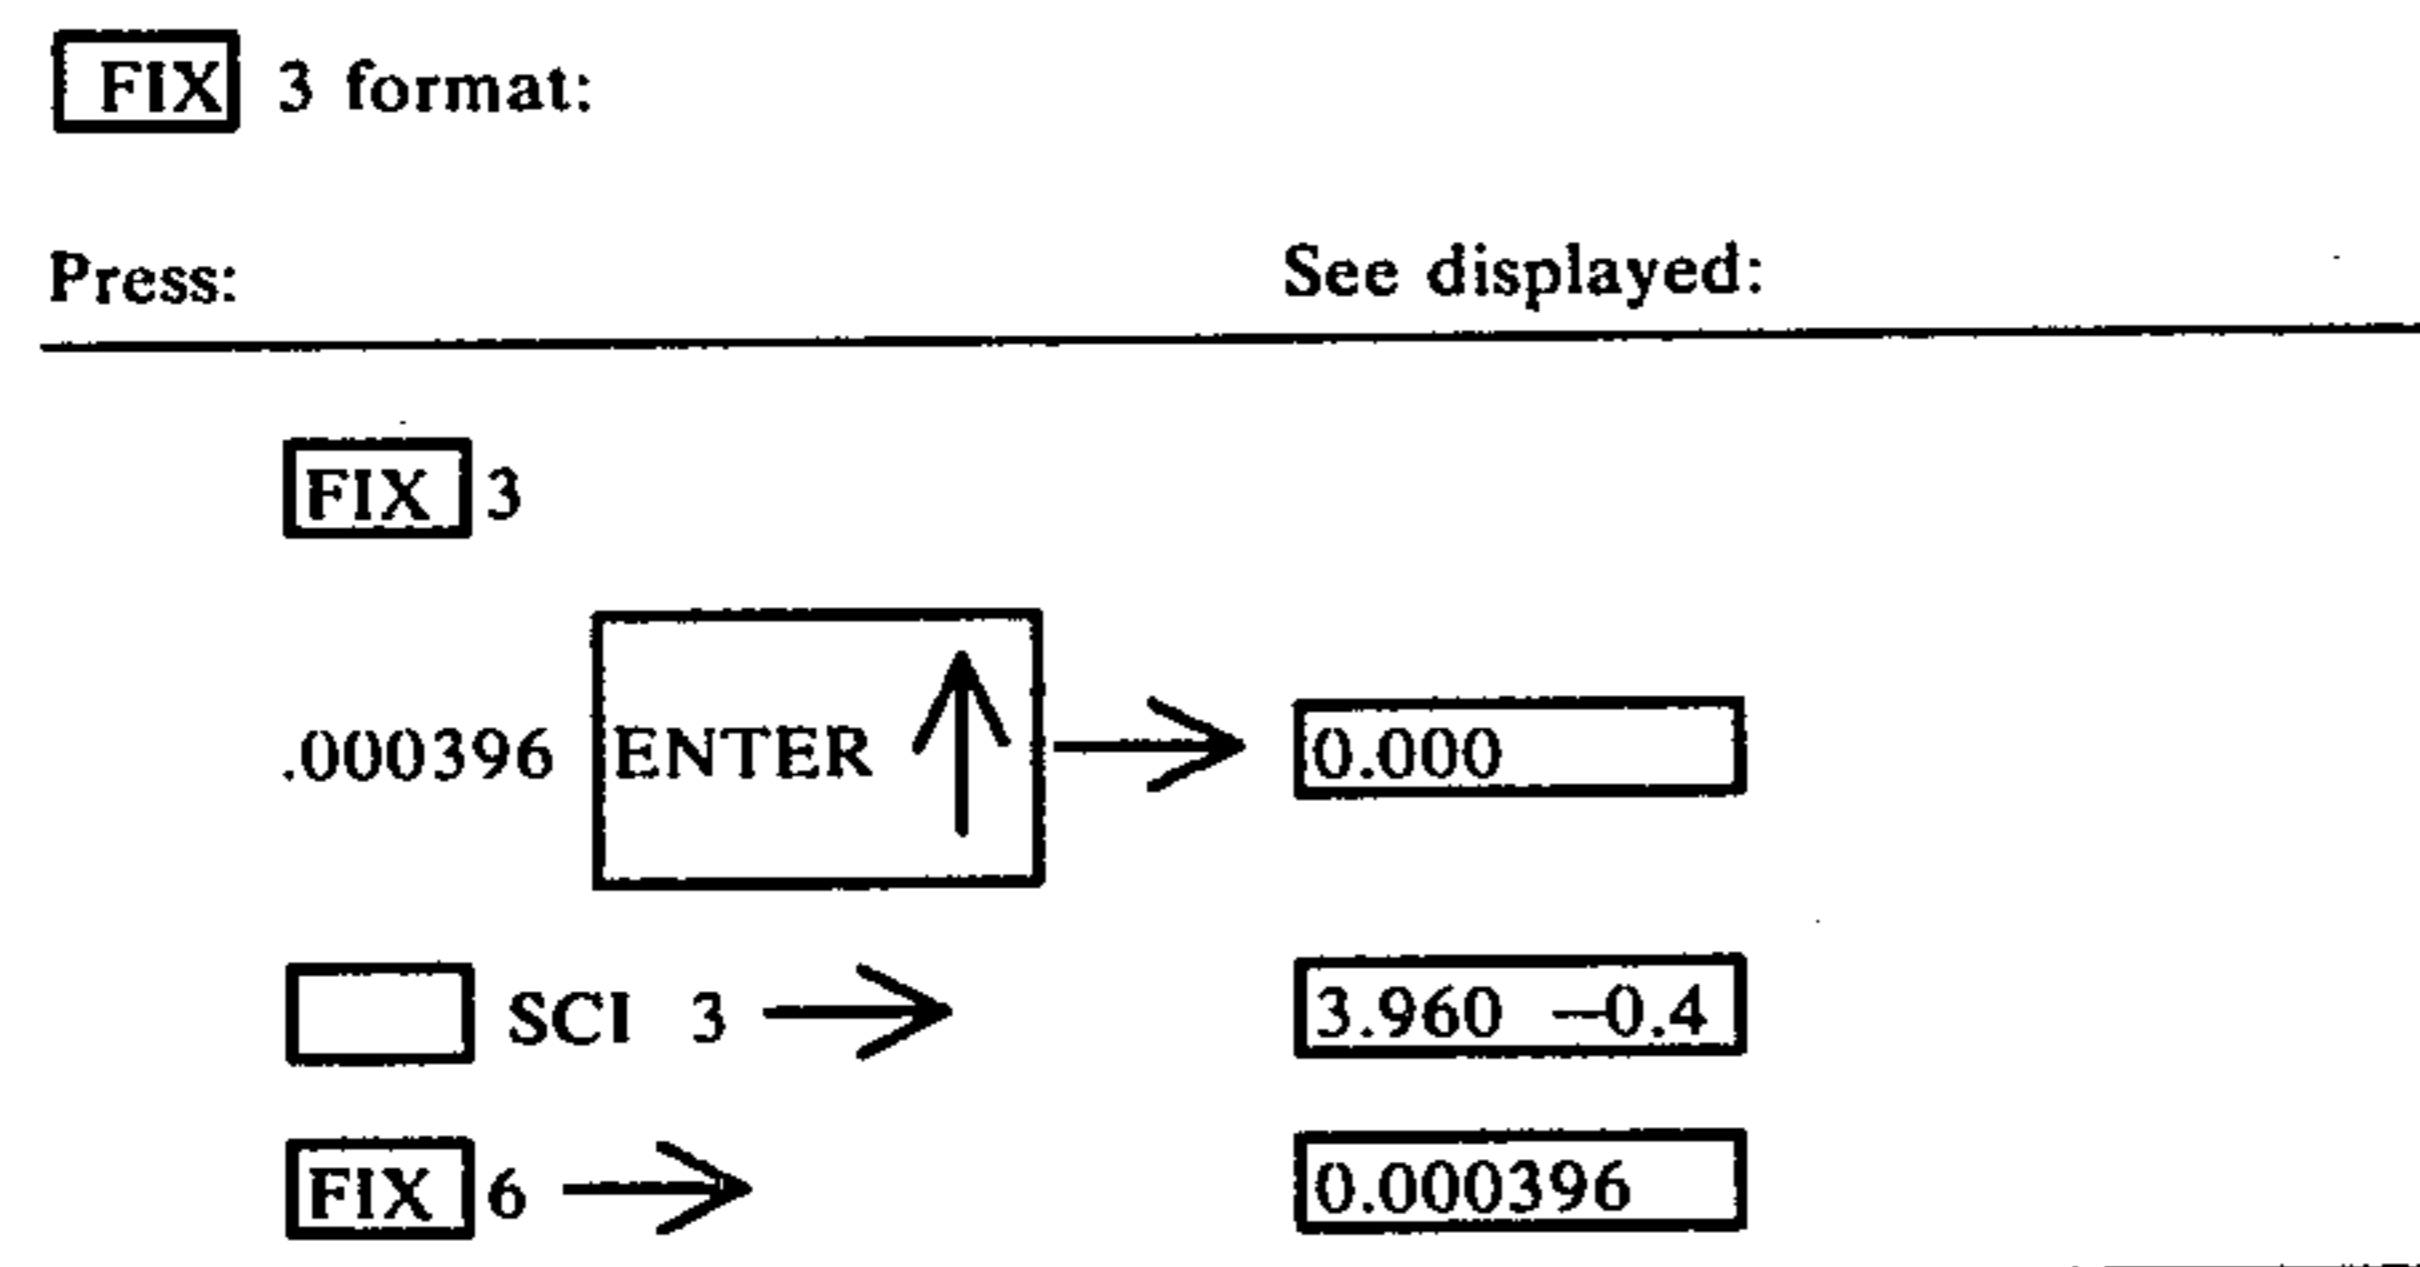 FIX 3 format:
Press: See displayed:
FIX 3
.000396 ENTER ↑ → 0.000
SCI 3 → 3.960 −0.4
FIX 6 → 0.000396